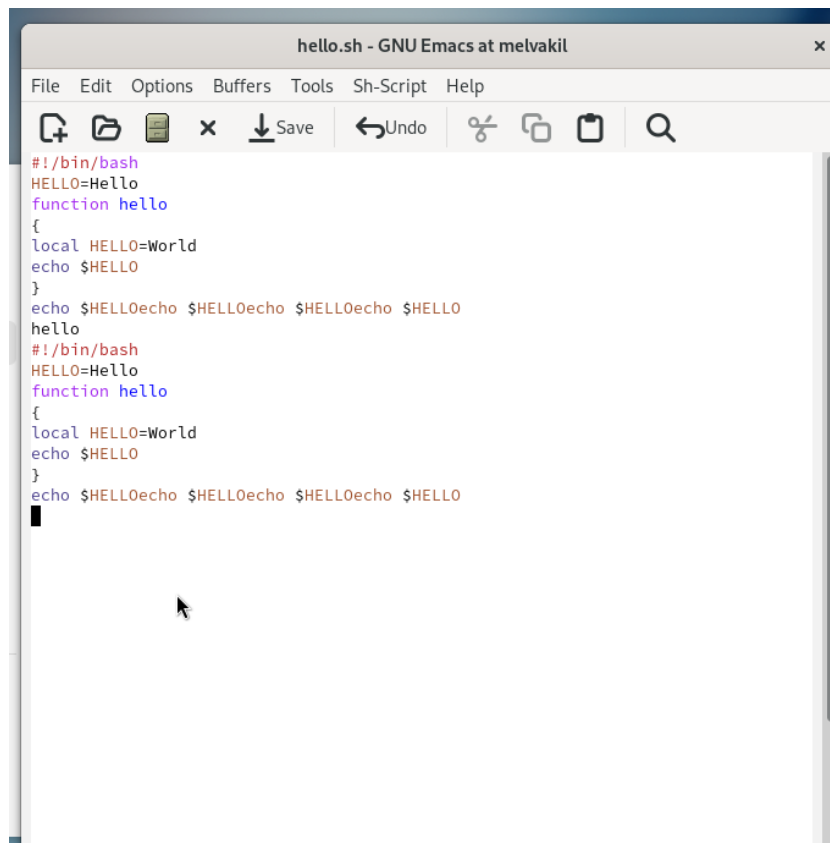 hello.sh - GNU Emacs at melvakil
×
File Edit Options Buffers Tools Sh-Script Help
Save Undo
#!/bin/bash
HELLO=Hello
function hello
{
local HELLO=World
echo $HELLO
}
echo $HELLOecho $HELLOecho $HELLOecho $HELLO
hello
#!/bin/bash
HELLO=Hello
function hello
{
local HELLO=World
echo $HELLO
}
echo $HELLOecho $HELLOecho $HELLOecho $HELLO